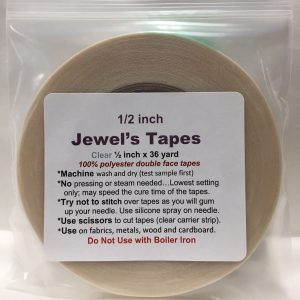 1/2 inch
Jewel's Tapes
Clear ½ inch x 36 yard
100% polyester double face tapes
*Machine wash and dry (test sample first)
*No pressing or steam needed...Lowest setting
only; may speed the cure time of the tapes.
*Try not to stitch over tapes as you will gum
up your needle. Use silicone spray on needle.
*Use scissors to cut tapes (clear carrier strip).
*Use on fabrics, metals, wood and cardboard.
Do Not Use with Boiler Iron